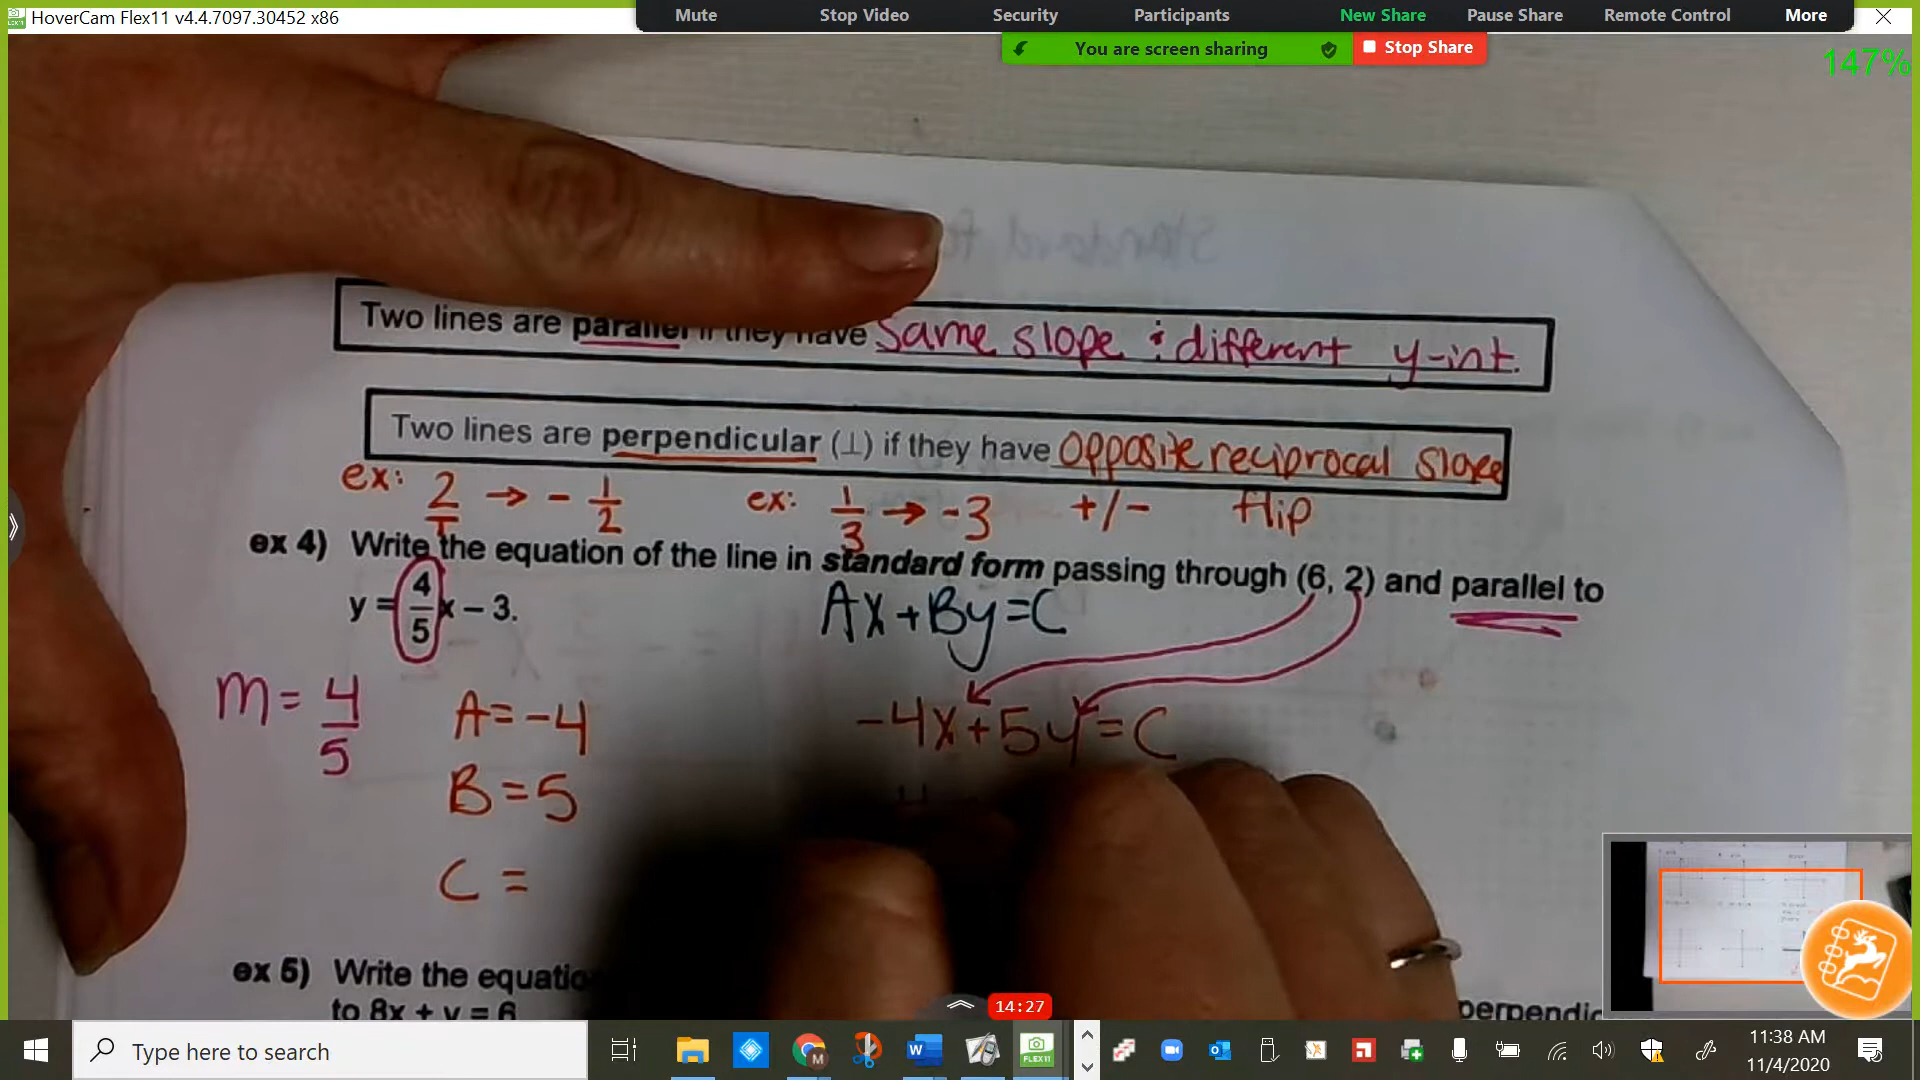 HoverCam Flex11 v4.4.7097.30452 x86
Mute Stop Video Security Participants New Share Pause Share Remote Control More
You are screen sharing Stop Share
147%
Two lines are parallel if they have Same slope & different y-int.
Two lines are perpendicular (⊥) if they have opposite reciprocal slope
ex: 2/1 → - 1/2 ex: 1/3 → -3 +/- flip
ex 4) Write the equation of the line in standard form passing through (6, 2) and parallel to
y = 4/5 x – 3.
Ax + By = C
m = 4/5 A = -4 -4x + 5y = C
B = 5
C =
ex 5) Write the
to 8x + y = 6
14:27
Type here to search
FLEX11
11:38 AM
11/4/2020